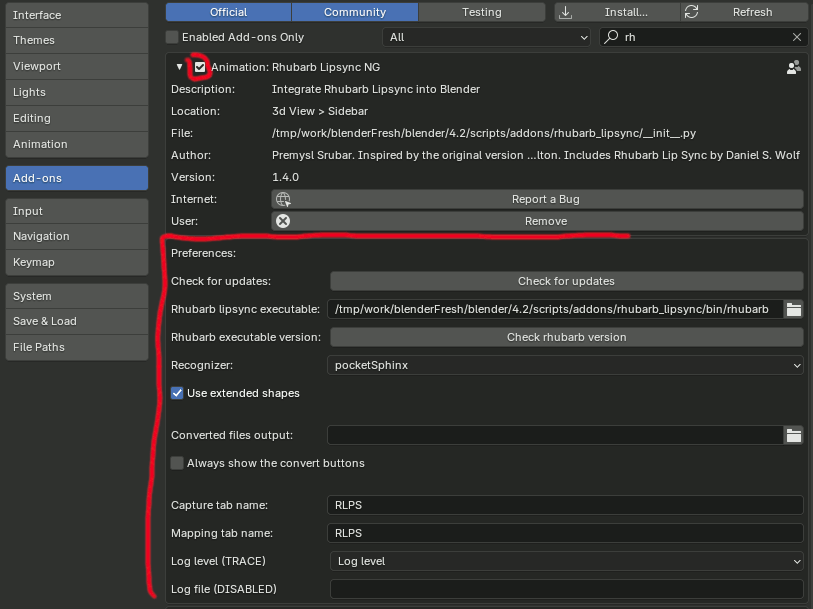 Interface
Themes
Viewport
Lights
Editing
Animation
Add-ons
Input
Navigation
Keymap
System
Save & Load
File Paths
Official Community Testing Install... Refresh
Enabled Add-ons Only All rh
Animation: Rhubarb Lipsync NG
Description: Integrate Rhubarb Lipsync into Blender
Location: 3d View > Sidebar
File: /tmp/work/blenderFresh/blender/4.2/scripts/addons/rhubarb_lipsync/__init__.py
Author: Premysl Srubar. Inspired by the original version ...lton. Includes Rhubarb Lip Sync by Daniel S. Wolf
Version: 1.4.0
Internet: Report a Bug
User: Remove
Preferences:
Check for updates: Check for updates
Rhubarb lipsync executable: /tmp/work/blenderFresh/blender/4.2/scripts/addons/rhubarb_lipsync/bin/rhubarb
Rhubarb executable version: Check rhubarb version
Recognizer: pocketSphinx
Use extended shapes
Converted files output:
Always show the convert buttons
Capture tab name: RLPS
Mapping tab name: RLPS
Log level (TRACE) Log level
Log file (DISABLED)